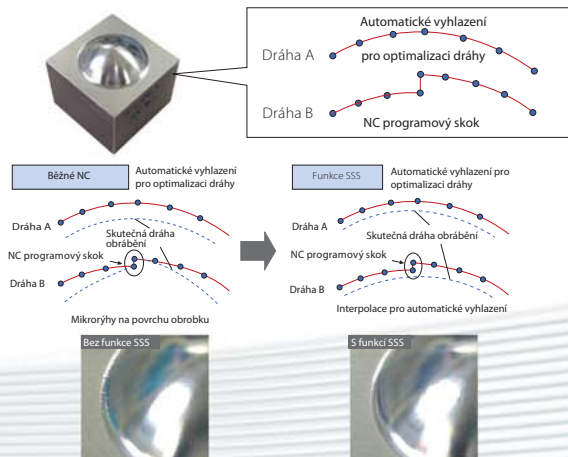 Automatické vyhlazení
Dráha A
pro optimalizaci dráhy
Dráha B
NC programový skok
Běžné NC
Automatické vyhlazení
pro optimalizaci dráhy
Dráha A
Skutečná dráha
obrábění
NC programový skok
Dráha B
Mikrorýhy na povrchu obrobku
Bez funkce SSS
Funkce SSS
Automatické vyhlazení pro
optimalizaci dráhy
Dráha A
Skutečná dráha
obrábění
NC programový skok
Dráha B
Interpolace pro automatické vyhlazení
S funkcí SSS